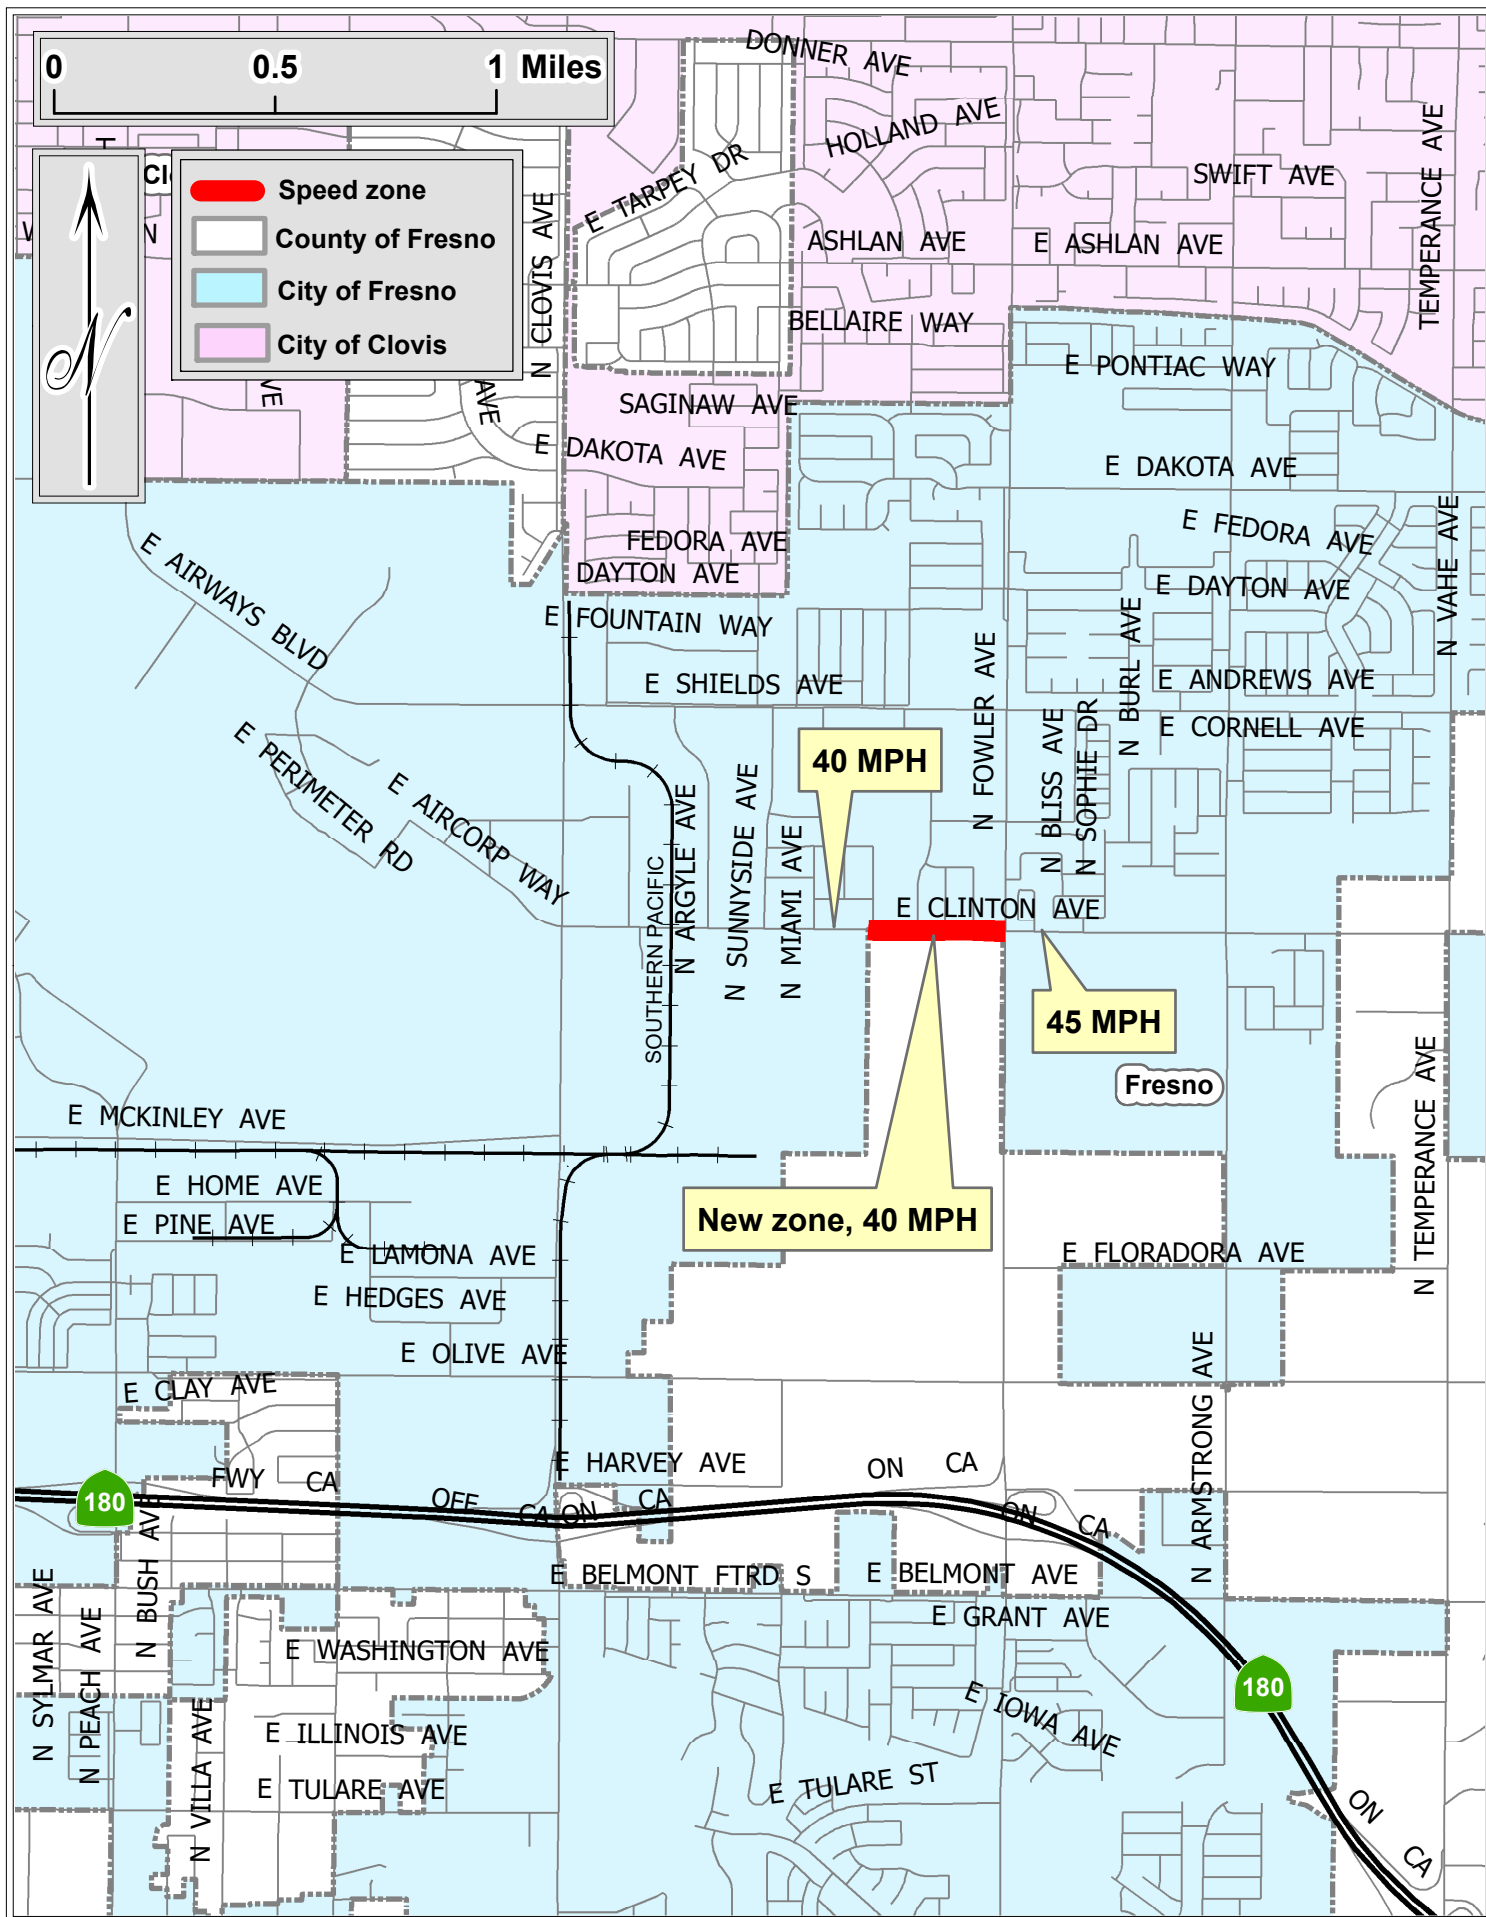 0 0.5 1 Miles
Speed zone
County of Fresno
City of Fresno
City of Clovis
N
DONNER AVE
HOLLAND AVE
E TARPEY DR
SWIFT AVE
TEMPERANCE AVE
N CLOVIS AVE
ASHLAN AVE
E ASHLAN AVE
BELLAIRE WAY
E PONTIAC WAY
SAGINAW AVE
AVE
E DAKOTA AVE
E DAKOTA AVE
E FEDORA AVE
N VAHE AVE
FEDORA AVE
DAYTON AVE
E DAYTON AVE
E AIRWAYS BLVD
E FOUNTAIN WAY
N BURL AVE
N FOWLER AVE
E SHIELDS AVE
E ANDREWS AVE
N BLISS AVE
N SOPHIE DR
E CORNELL AVE
E PERIMETER RD
40 MPH
E AIRCORP WAY
N ARGYLE AVE
N SUNNYSIDE AVE
N MIAMI AVE
SOUTHERN PACIFIC
E CLINTON AVE
45 MPH
Fresno
N TEMPERANCE AVE
E MCKINLEY AVE
E HOME AVE
E PINE AVE
New zone, 40 MPH
E LAMONA AVE
E FLORADORA AVE
E HEDGES AVE
E OLIVE AVE
N ARMSTRONG AVE
E CLAY AVE
E HARVEY AVE
ON CA
FWY CA
180
OFF CA
ON CA
ON CA
N BUSH AVE
E BELMONT FTRD S
E BELMONT AVE
N SYLMAR AVE
N PEACH AVE
E GRANT AVE
E WASHINGTON AVE
180
E IOWA AVE
N VILLA AVE
E ILLINOIS AVE
E TULARE AVE
E TULARE ST
ON CA